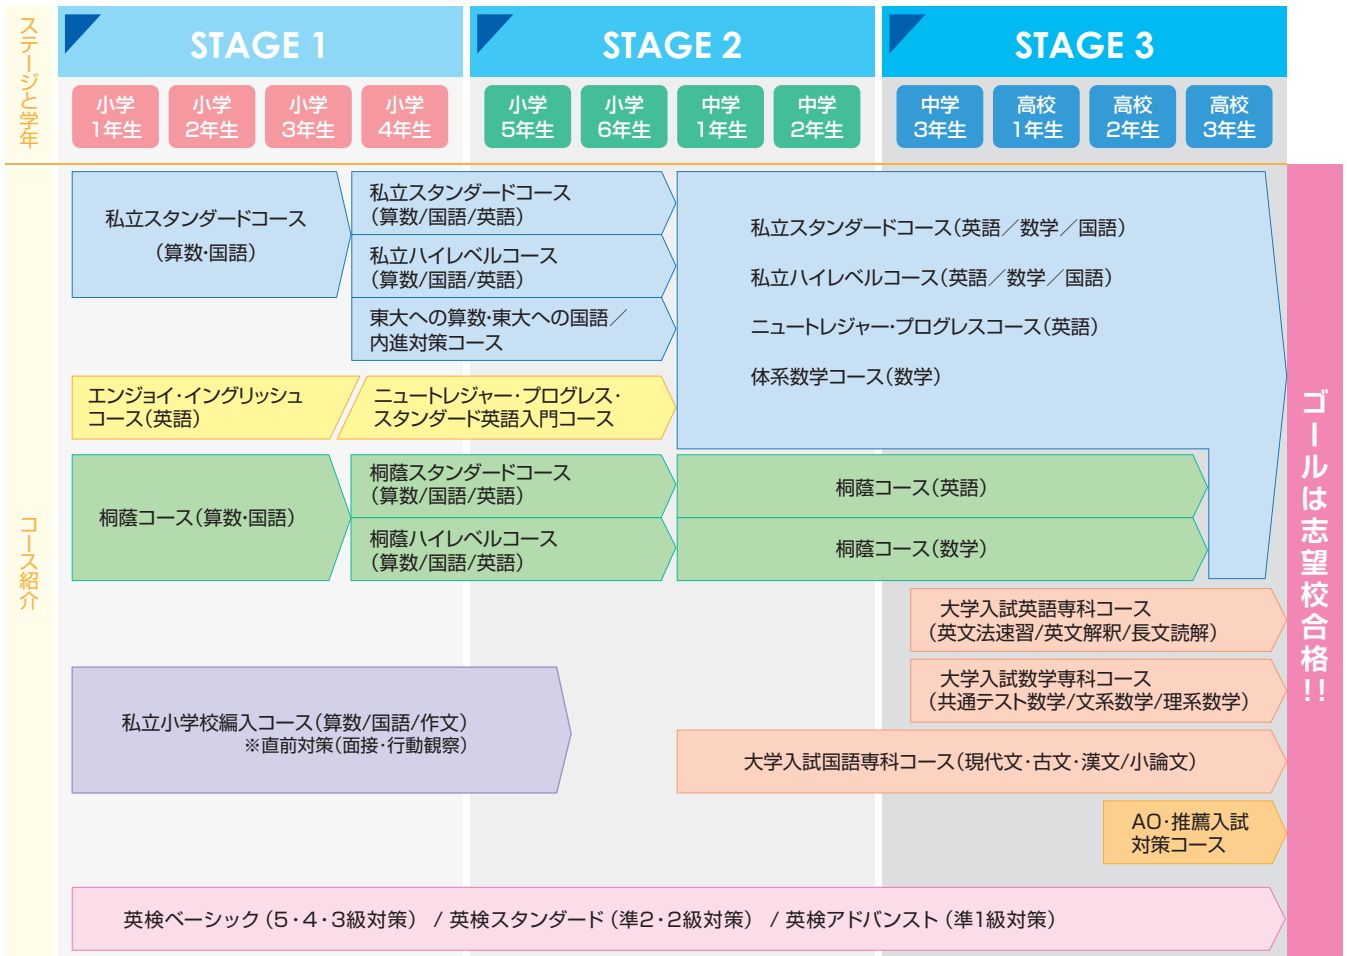 ステージと学年
STAGE 1
STAGE 2
STAGE 3
小学
1年生
小学
2年生
小学
3年生
小学
4年生
小学
5年生
小学
6年生
中学
1年生
中学
2年生
中学
3年生
高校
1年生
高校
2年生
高校
3年生
コース紹介
私立スタンダードコース
(算数・国語)
私立スタンダードコース
(算数/国語/英語)
私立ハイレベルコース
(算数/国語/英語)
東大への算数・東大への国語／
内進対策コース
私立スタンダードコース(英語／数学／国語)
私立ハイレベルコース(英語／数学／国語)
ニュートレジャー・プログレスコース(英語)
体系数学コース(数学)
エンジョイ・イングリッシュ
コース(英語)
ニュートレジャー・プログレス・
スタンダード英語入門コース
桐蔭コース(算数・国語)
桐蔭スタンダードコース
(算数/国語/英語)
桐蔭ハイレベルコース
(算数/国語/英語)
桐蔭コース(英語)
桐蔭コース(数学)
大学入試英語専科コース
(英文法速習/英文解釈/長文読解)
大学入試数学専科コース
(共通テスト数学/文系数学/理系数学)
私立小学校編入コース(算数/国語/作文)
※直前対策(面接・行動観察)
大学入試国語専科コース(現代文・古文・漢文/小論文)
AO・推薦入試
対策コース
英検ベーシック（5・4・3級対策） / 英検スタンダード（準2・2級対策） / 英検アドバンスト（準1級対策）
ゴールは志望校合格!!